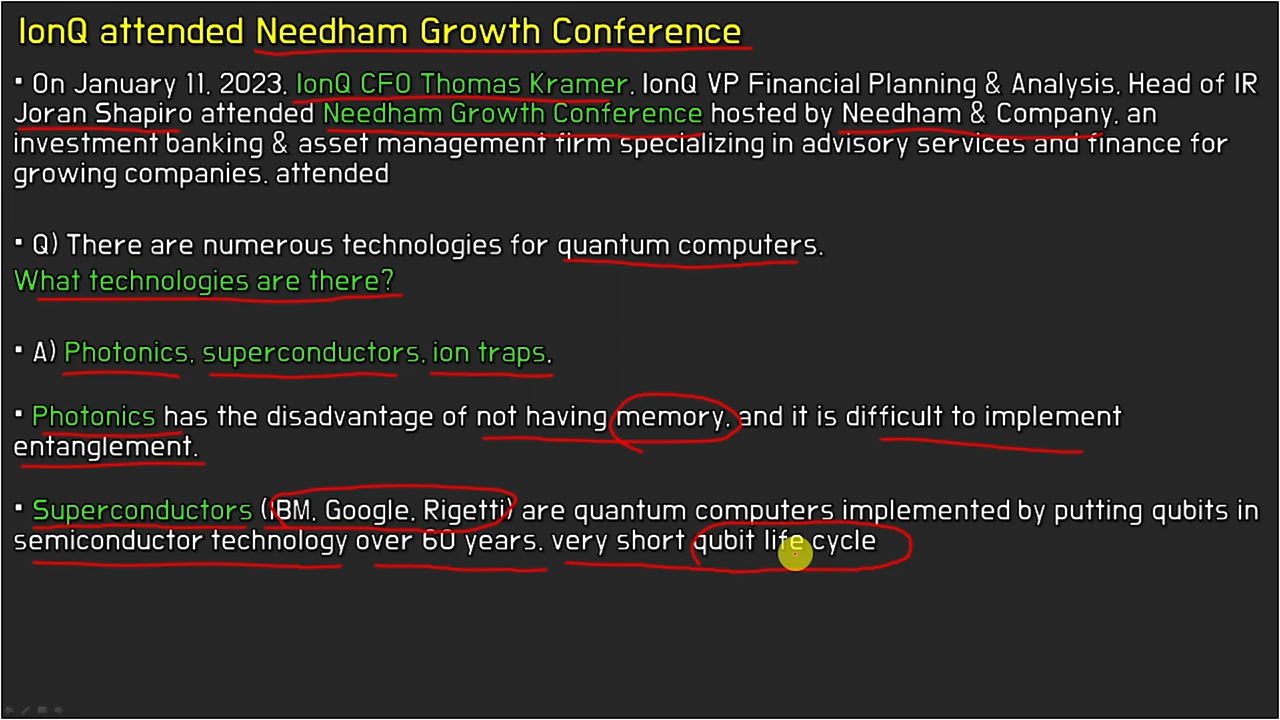 IonQ attended Needham Growth Conference
▪ On January 11, 2023, IonQ CFO Thomas Kramer, IonQ VP Financial Planning & Analysis, Head of IR
Joran Shapiro attended Needham Growth Conference hosted by Needham & Company, an
investment banking & asset management firm specializing in advisory services and finance for
growing companies. attended
▪ Q) There are numerous technologies for quantum computers.
What technologies are there?
▪ A) Photonics, superconductors, ion traps.
▪ Photonics has the disadvantage of not having memory, and it is difficult to implement
entanglement.
▪ Superconductors (IBM, Google, Rigetti) are quantum computers implemented by putting qubits in
semiconductor technology over 60 years. very short qubit life cycle